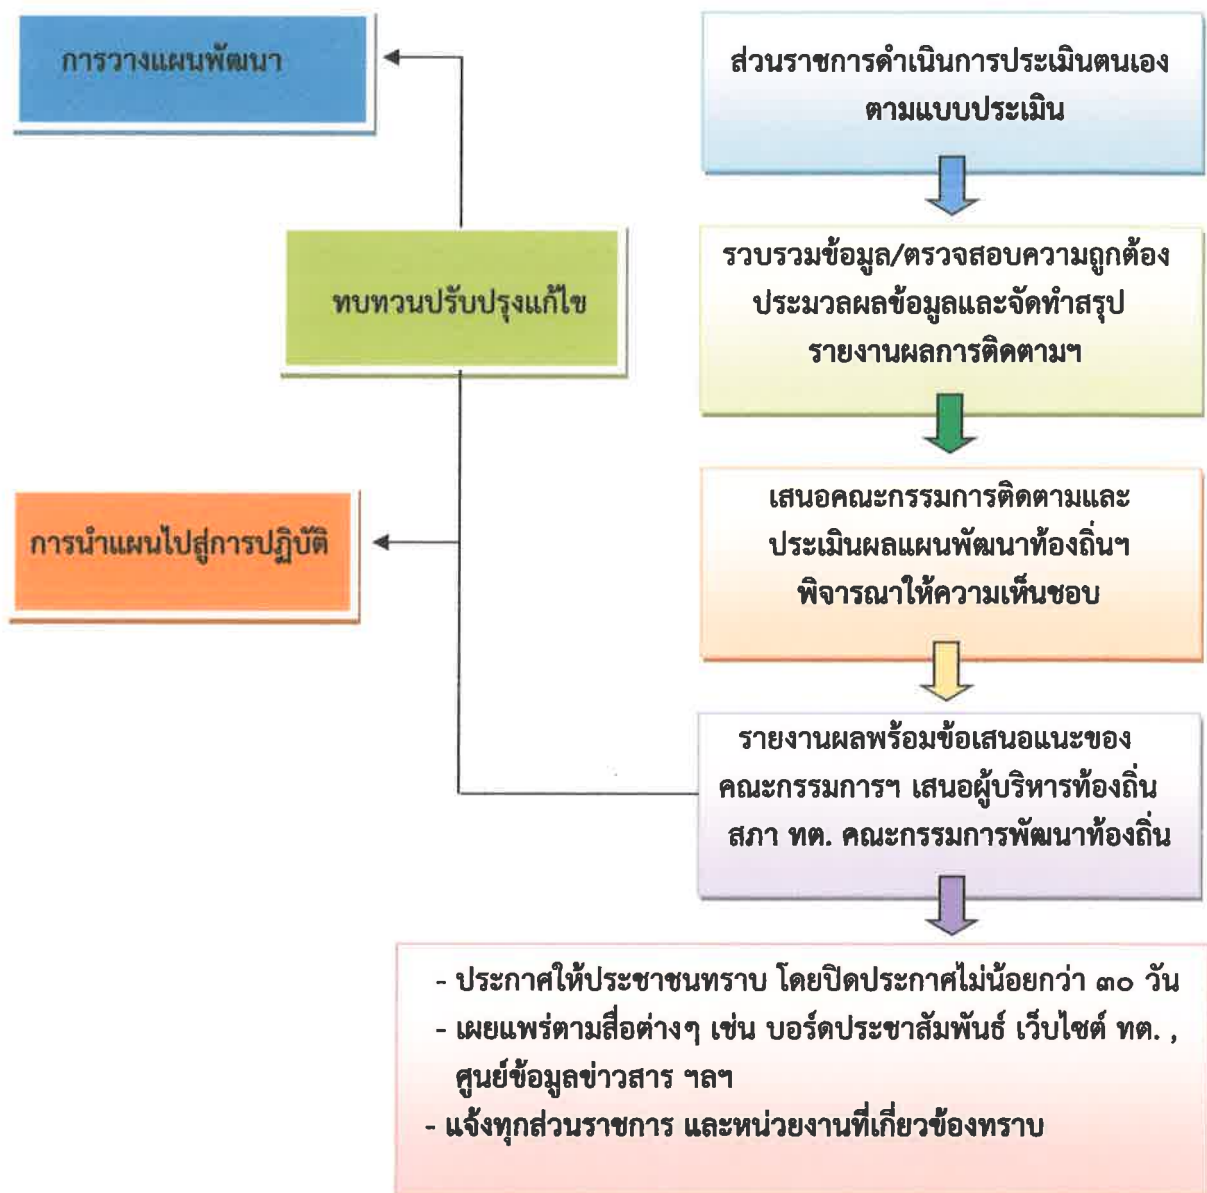 การวางแผนพัฒนา
ส่วนราชการดำเนินการประเมินตนเอง
ตามแบบประเมิน
ทบทวนปรับปรุงแก้ไข
รวบรวมข้อมูล/ตรวจสอบความถูกต้อง
ประมวลผลข้อมูลและจัดทำสรุป
รายงานผลการติดตามฯ
การนำแผนไปสู่การปฏิบัติ
เสนอคณะกรรมการติดตามและ
ประเมินผลแผนพัฒนาท้องถิ่นฯ
พิจารณาให้ความเห็นชอบ
รายงานผลพร้อมข้อเสนอแนะของ
คณะกรรมการฯ เสนอผู้บริหารท้องถิ่น
สภา ทต. คณะกรรมการพัฒนาท้องถิ่น
- ประกาศให้ประชาชนทราบ โดยปิดประกาศไม่น้อยกว่า ๓๐ วัน
- เผยแพร่ตามสื่อต่างๆ เช่น บอร์ดประชาสัมพันธ์ เว็บไซต์ ทต. ,
ศูนย์ข้อมูลข่าวสาร ฯลฯ
- แจ้งทุกส่วนราชการ และหน่วยงานที่เกี่ยวข้องทราบ